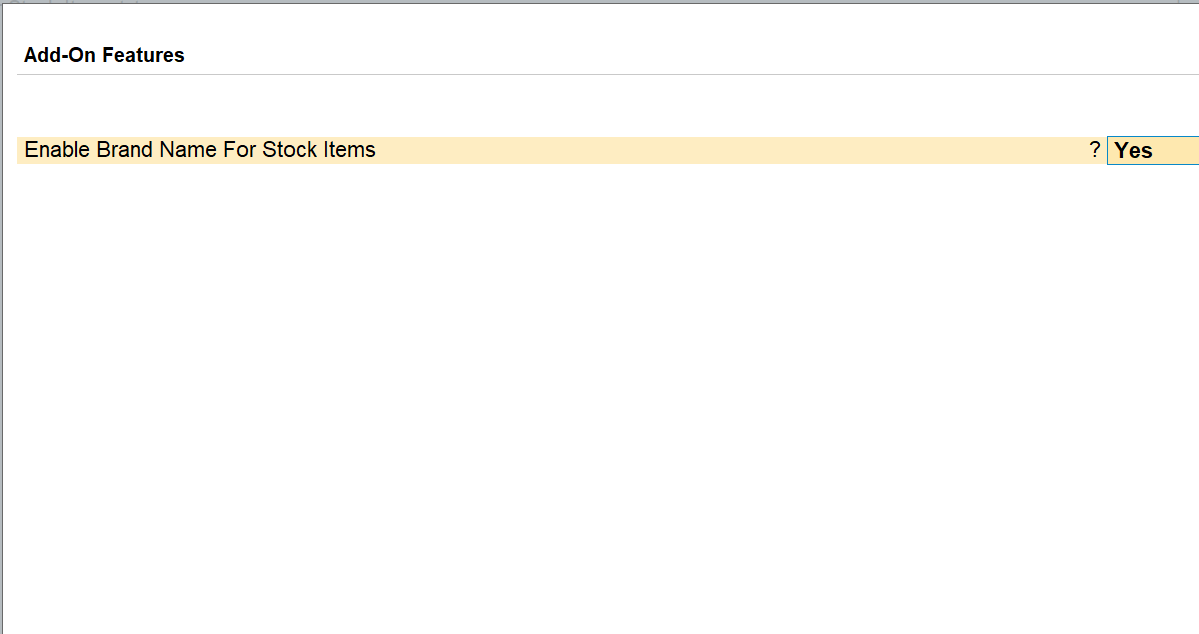 Add-On Features
Enable Brand Name For Stock Items ? Yes